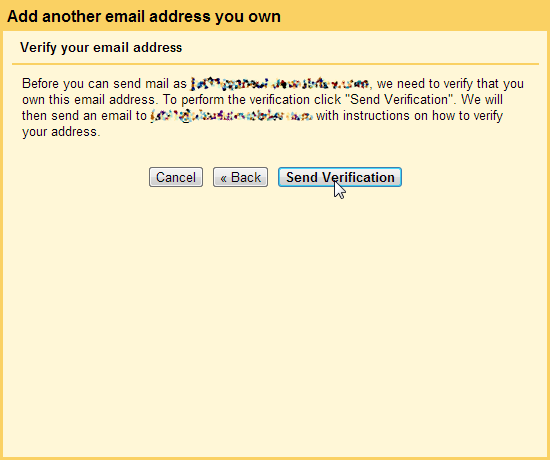 Add another email address you own
Verify your email address
Before you can send mail as , we need to verify that you
own this email address. To perform the verification click "Send Verification". We will
then send an email to with instructions on how to verify
your address.
Cancel « Back Send Verification